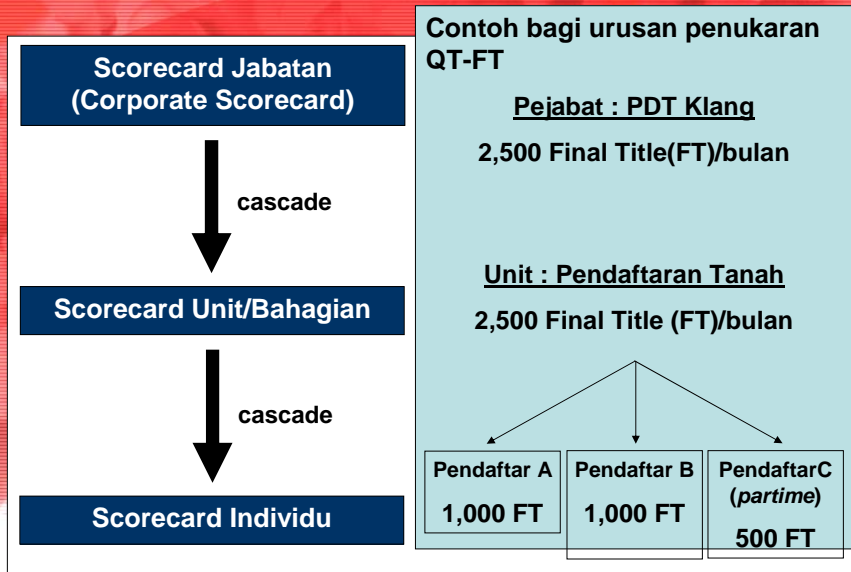 Scorecard Jabatan
(Corporate Scorecard)
cascade
Scorecard Unit/Bahagian
cascade
Scorecard Individu
Contoh bagi urusan penukaran
QT-FT
Pejabat : PDT Klang
2,500 Final Title(FT)/bulan
Unit : Pendaftaran Tanah
2,500 Final Title (FT)/bulan
Pendaftar A
1,000 FT
Pendaftar B
1,000 FT
PendaftarC
(partime)
500 FT